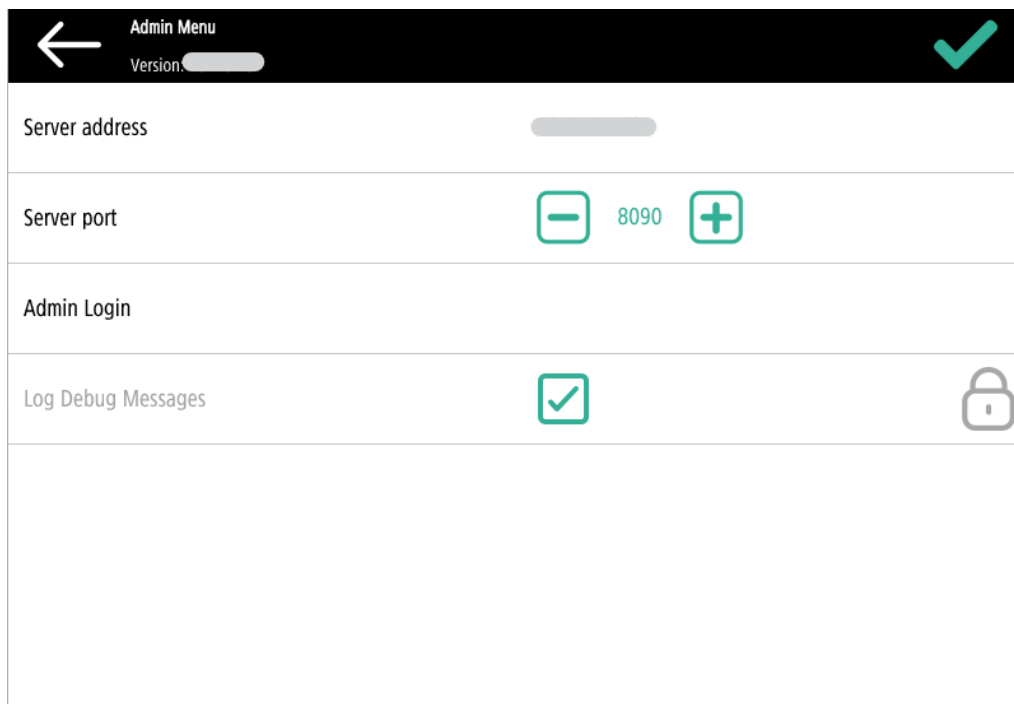 Admin Menu
Version:
Server address
Server port 8090
Admin Login
Log Debug Messages